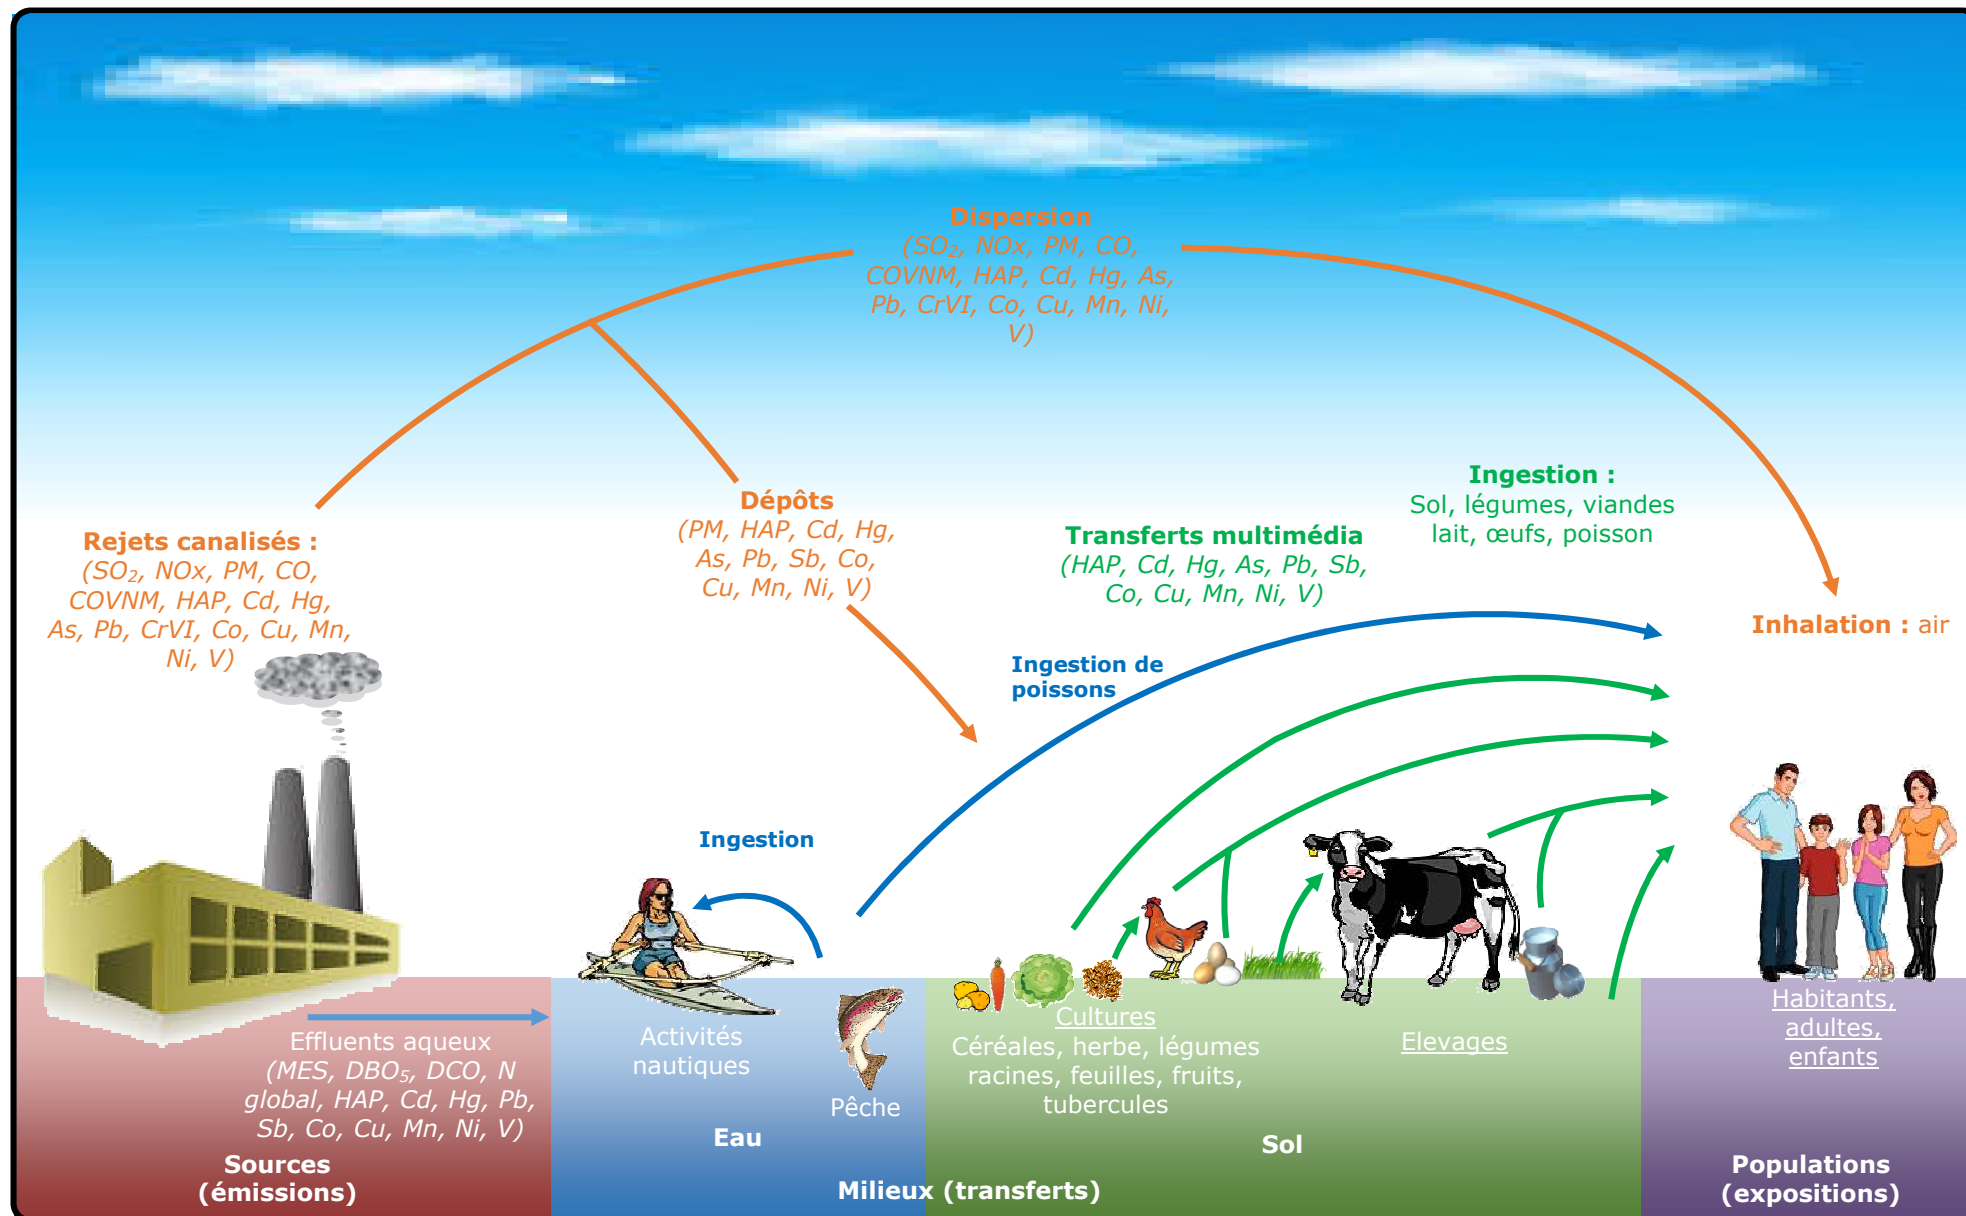 Dispersion
(SO₂, NOx, PM, CO,
COVNM, HAP, Cd, Hg, As,
Pb, CrVI, Co, Cu, Mn, Ni,
V)
Rejets canalisés :
(SO₂, NOx, PM, CO,
COVNM, HAP, Cd, Hg,
As, Pb, CrVI, Co, Cu, Mn,
Ni, V)
Dépôts
(PM, HAP, Cd, Hg,
As, Pb, Sb, Co,
Cu, Mn, Ni, V)
Transferts multimédia
(HAP, Cd, Hg, As, Pb, Sb,
Co, Cu, Mn, Ni, V)
Ingestion :
Sol, légumes, viandes
lait, œufs, poisson
Inhalation : air
Ingestion de
poissons
Ingestion
Effluents aqueux
(MES, DBO₅, DCO, N
global, HAP, Cd, Hg, Pb,
Sb, Co, Cu, Mn, Ni, V)
Sources
(émissions)
Activités
nautiques
Pêche
Eau
Cultures
Céréales, herbe, légumes
racines, feuilles, fruits,
tubercules
Elevages
Sol
Milieux (transferts)
Habitants,
adultes,
enfants
Populations
(expositions)